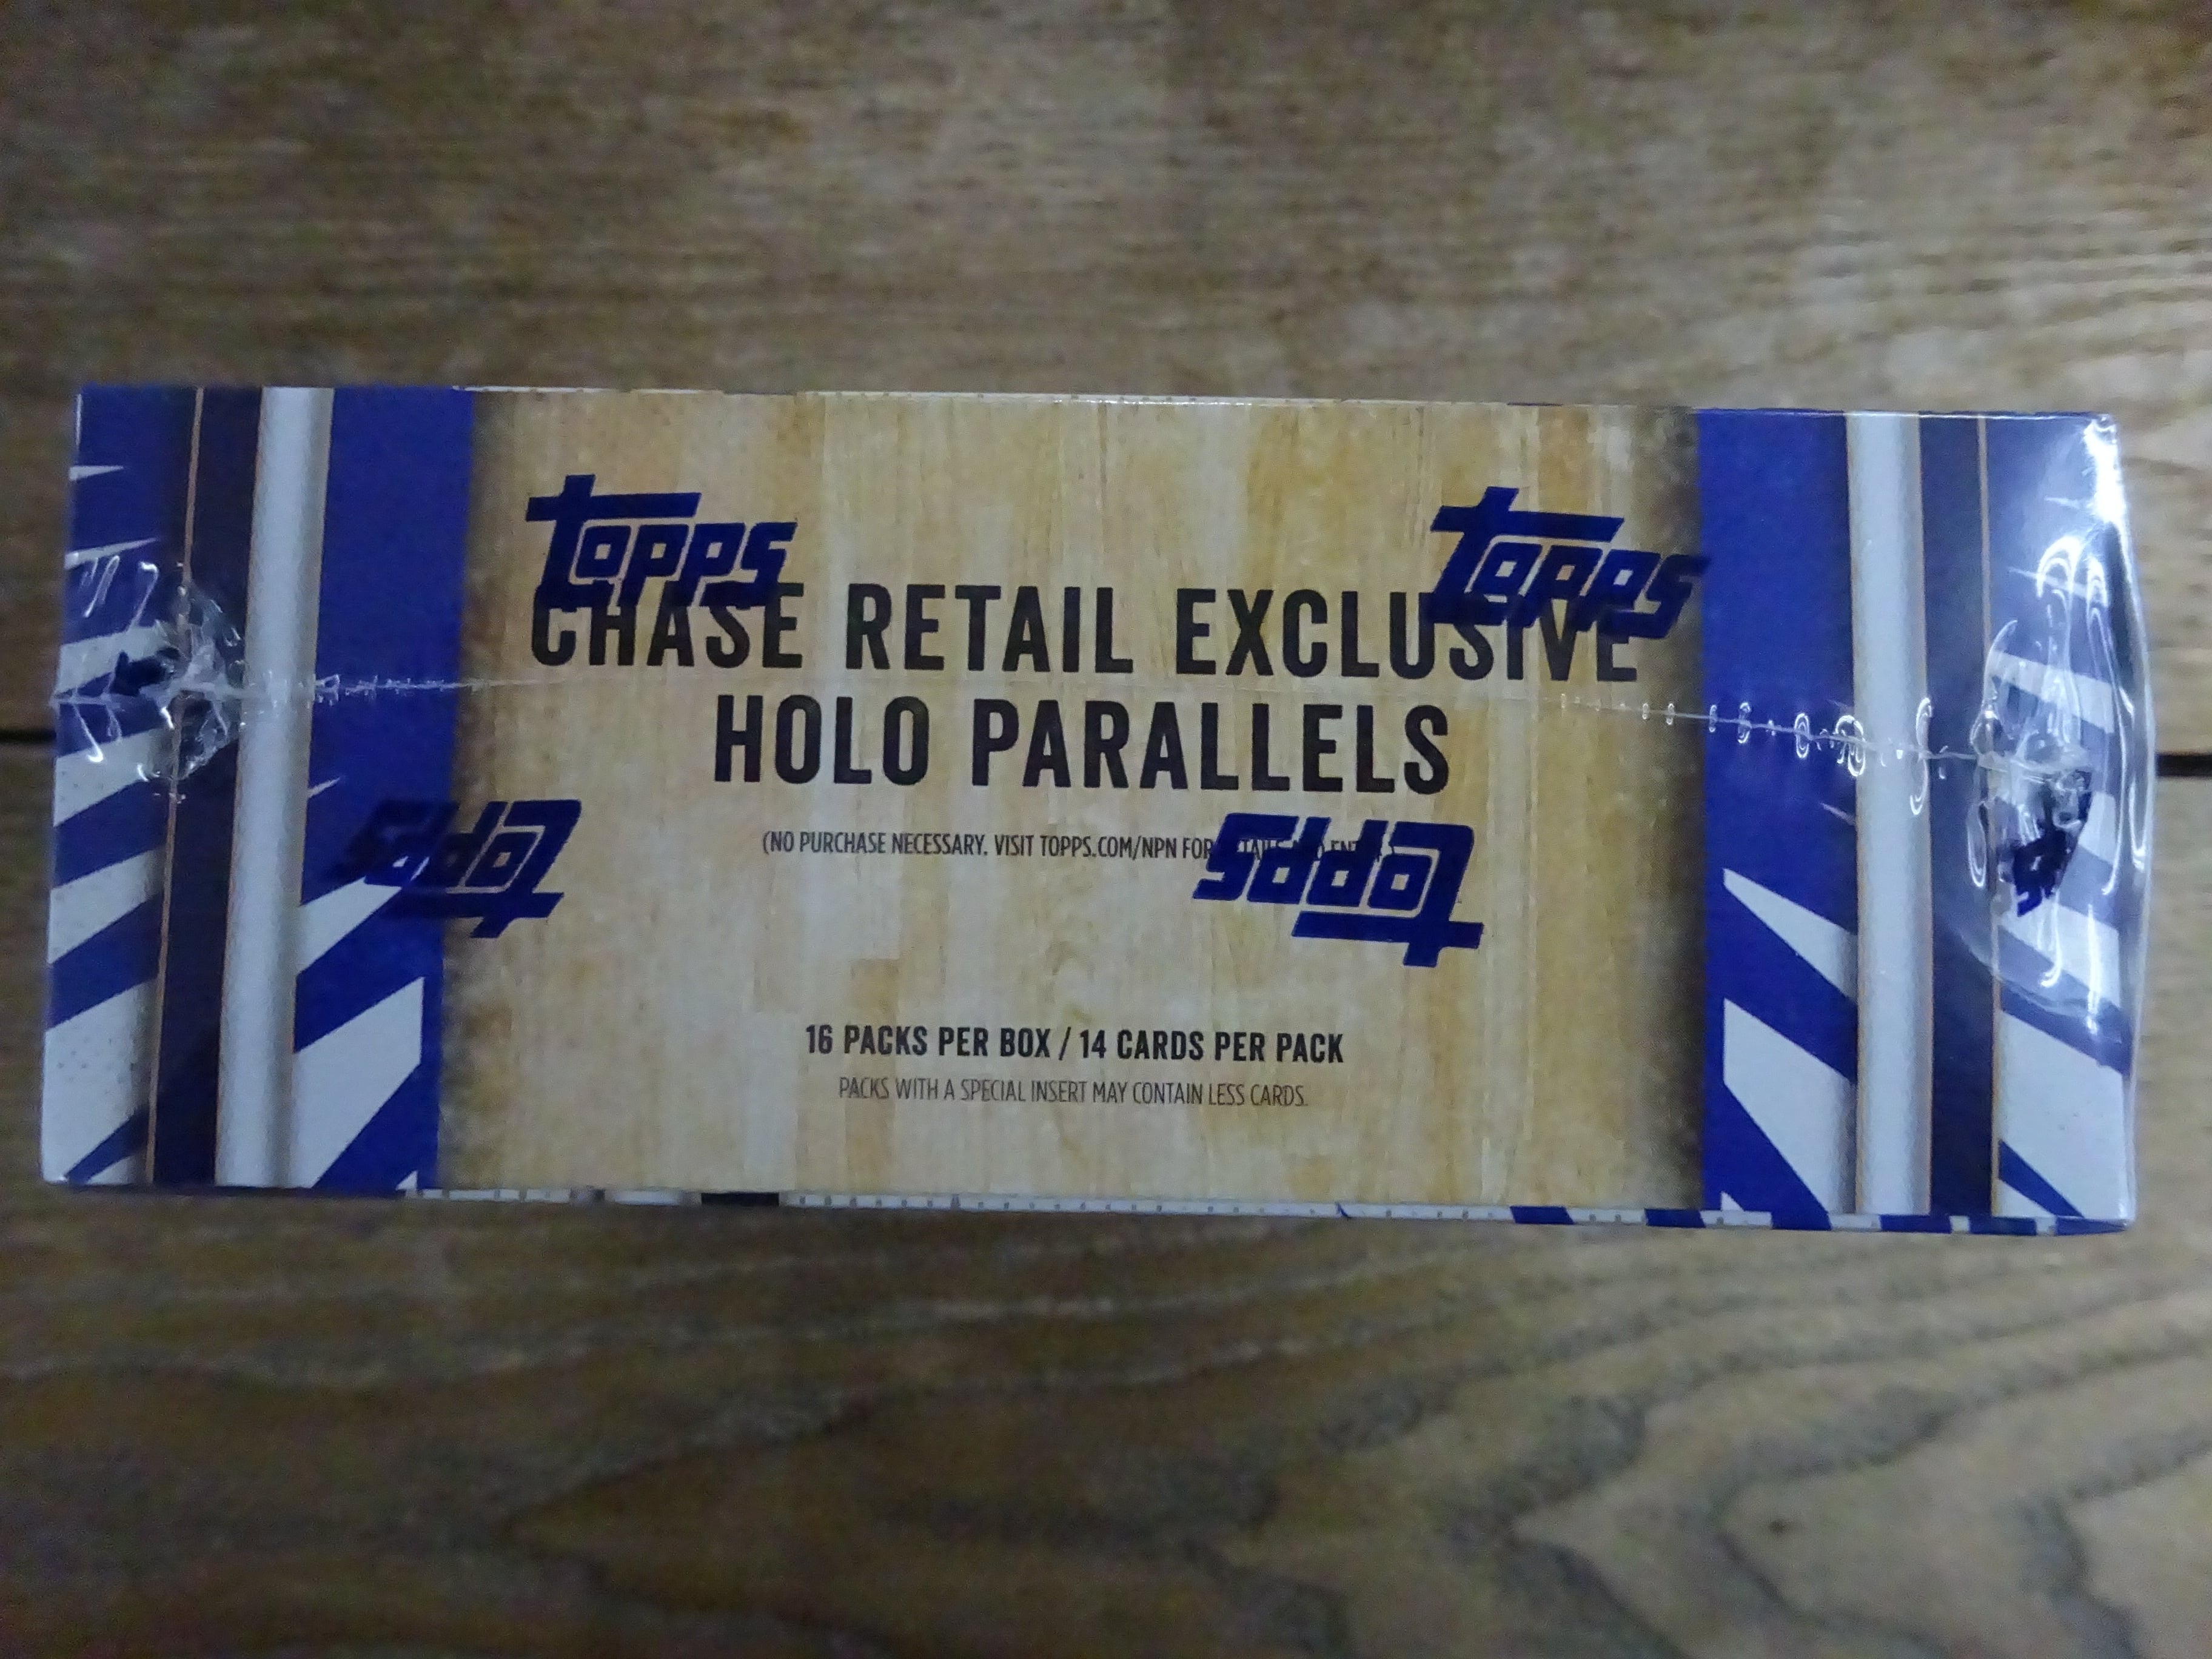 Topps Topps
CHASE RETAIL EXCLUSIVE
HOLO PARALLELS
(NO PURCHASE NECESSARY. VISIT TOPPS.COM/NPN FOR
Topps Topps
16 PACKS PER BOX / 14 CARDS PER PACK
PACKS WITH A SPECIAL INSERT MAY CONTAIN LESS CARDS.